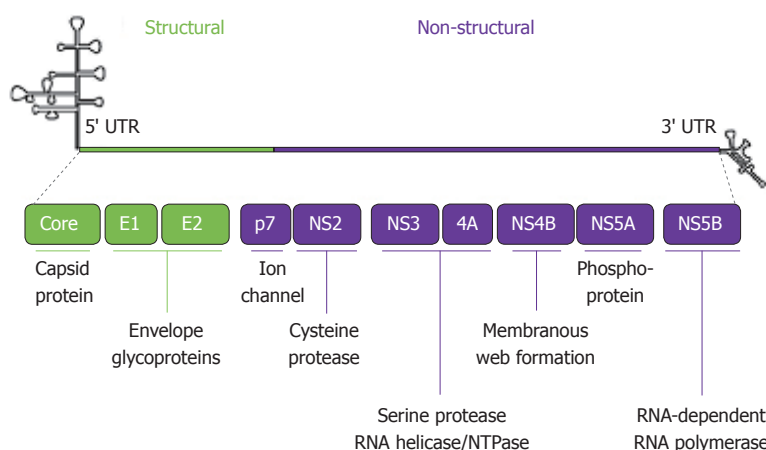 Structural
Non-structural
5' UTR
3' UTR
Core
E1
E2
p7
NS2
NS3
4A
NS4B
NS5A
NS5B
Capsid
protein
Ion
channel
Phospho-
protein
Envelope
glycoproteins
Cysteine
protease
Membranous
web formation
Serine protease
RNA helicase/NTPase
RNA-dependent
RNA polymerase